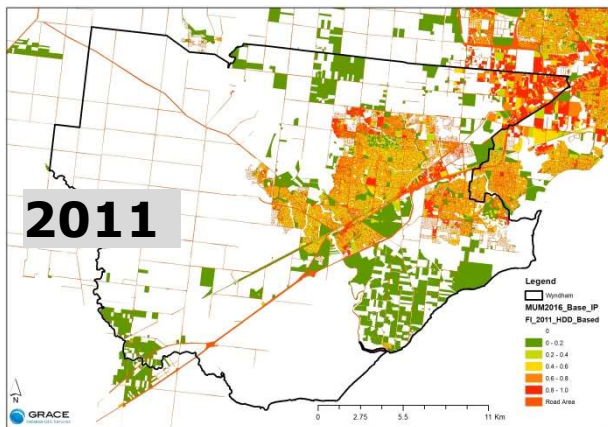 2011
Legend
Wyndham
MUM2016_Base_IP
FI_2011_HDD_Based
0
0 - 0.2
0.2 - 0.4
0.4 - 0.6
0.6 - 0.8
0.8 - 1.0
Road Area
N
GRACE
0 2.75 5.5 11 Km